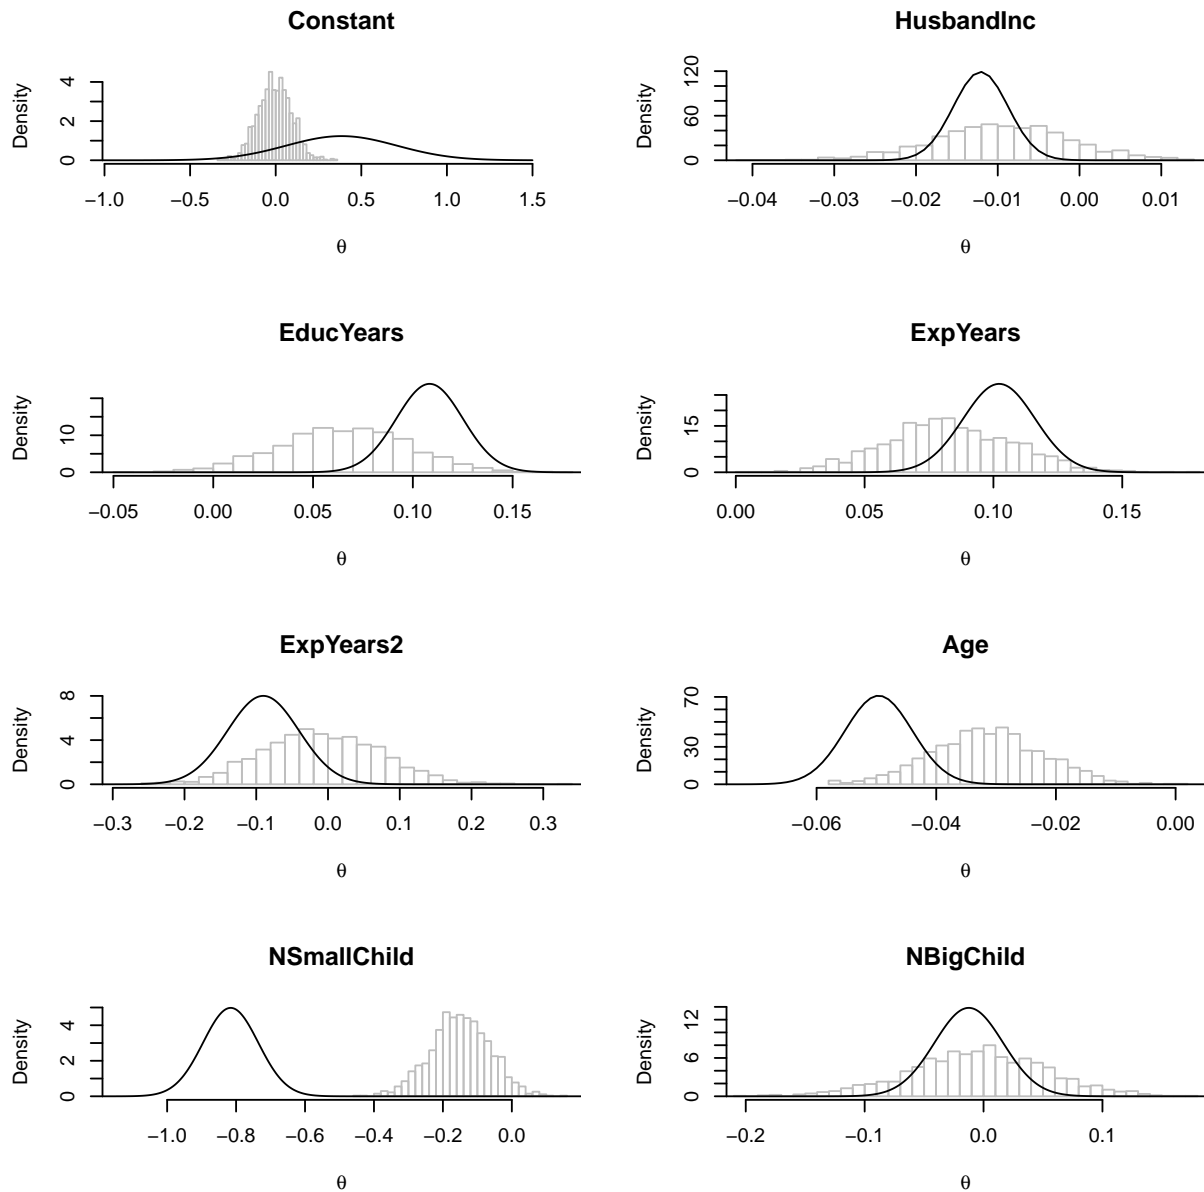 Constant
Density
0 2 4
−1.0 −0.5 0.0 0.5 1.0 1.5
θ
HusbandInc
Density
0 60 120
−0.04 −0.03 −0.02 −0.01 0.00 0.01
θ
EducYears
Density
0 10
−0.05 0.00 0.05 0.10 0.15
θ
ExpYears
Density
0 15
0.00 0.05 0.10 0.15
θ
ExpYears2
Density
0 4 8
−0.3 −0.2 −0.1 0.0 0.1 0.2 0.3
θ
Age
Density
0 30 70
−0.06 −0.04 −0.02 0.00
θ
NSmallChild
Density
0 2 4
−1.0 −0.8 −0.6 −0.4 −0.2 0.0
θ
NBigChild
Density
0 6 12
−0.2 −0.1 0.0 0.1
θ